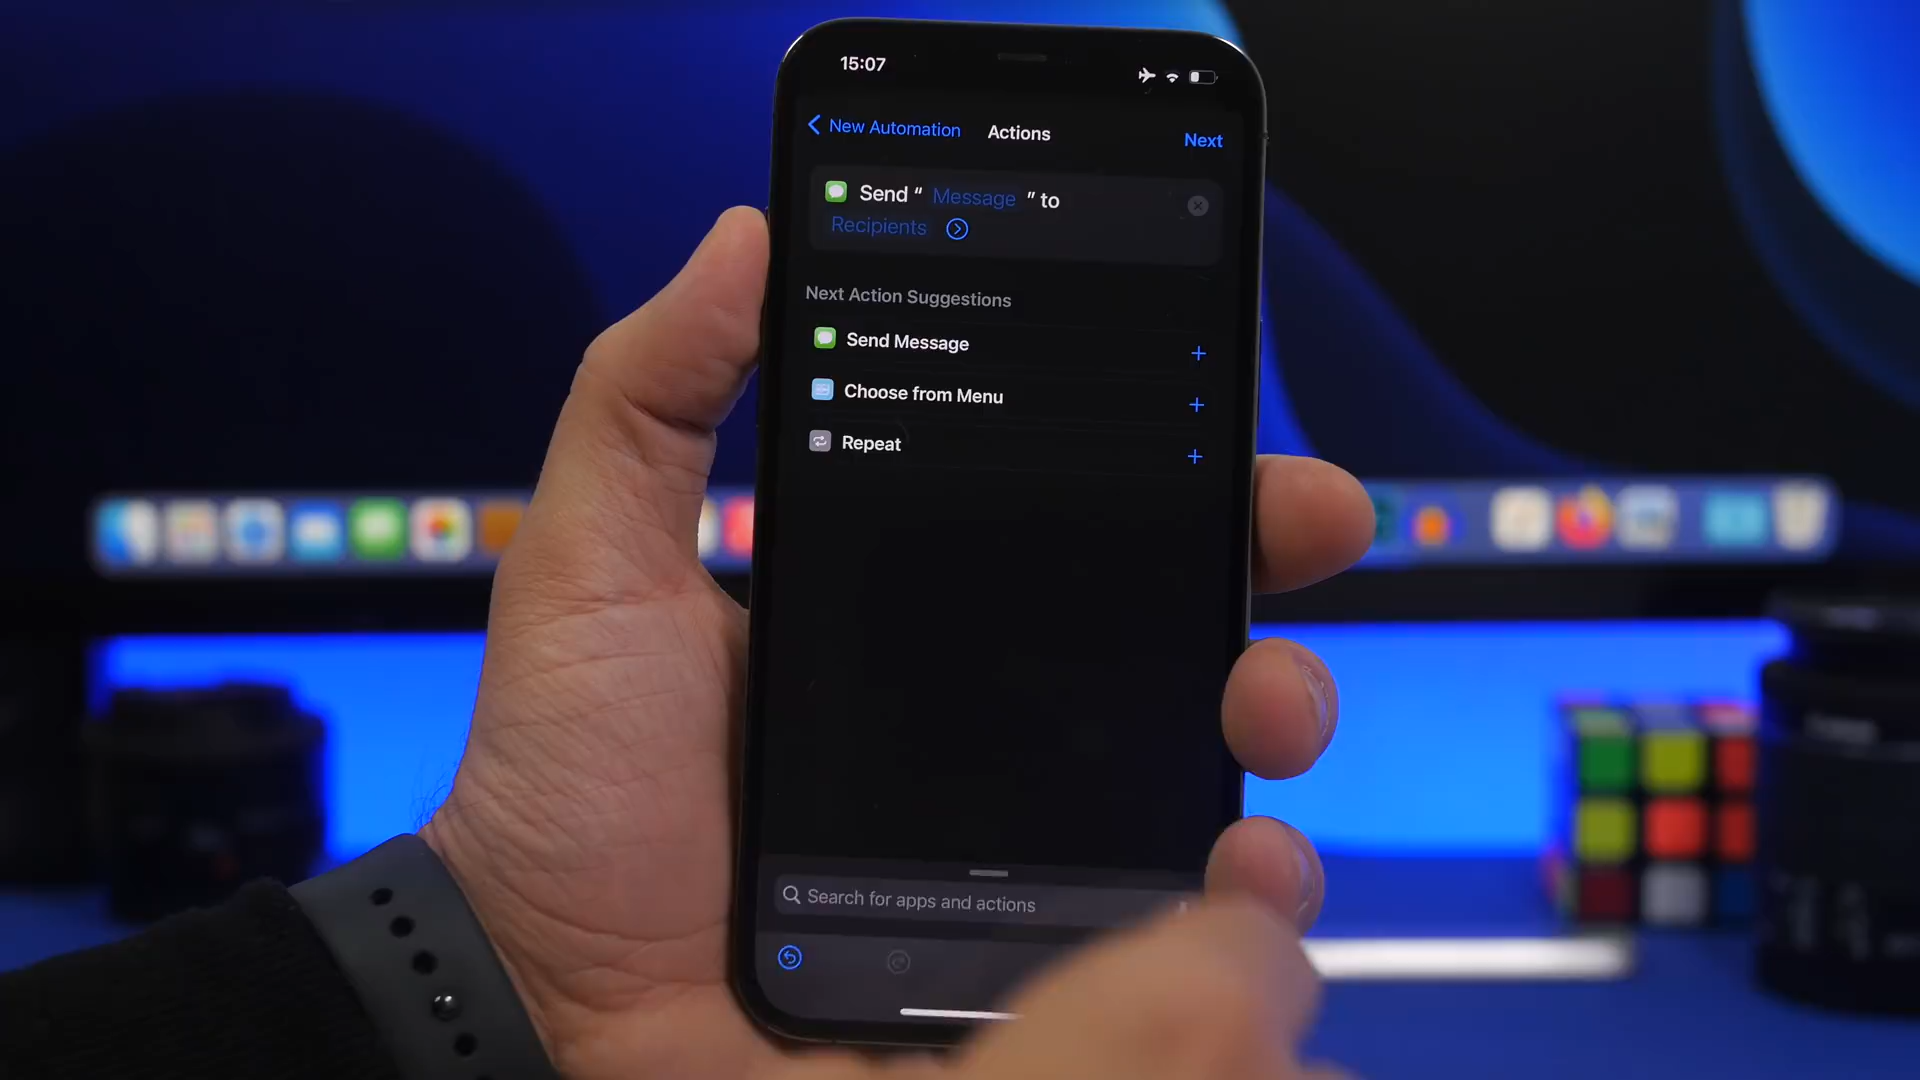 15:07
New Automation Actions Next
Send “ Message ” to
Recipients
Next Action Suggestions
Send Message
Choose from Menu
Repeat
Search for apps and actions